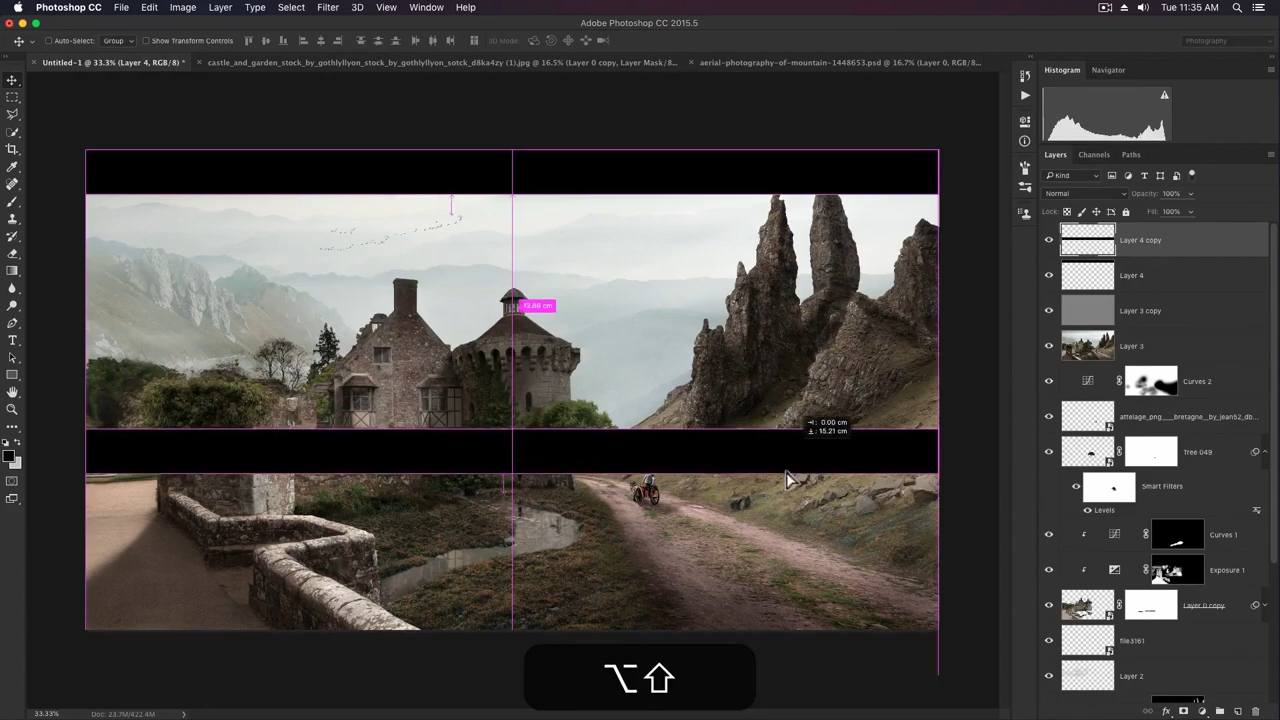 Photoshop CC File Edit Image Layer Type Select Filter 3D View Window Help Tue 11:35 AM
Adobe Photoshop CC 2015.5
Auto-Select: Group Show Transform Controls 3D Mode: Photography
Untitled-1 @ 33.3% (Layer 4, RGB/8) * castle_and_garden_stock_by_gothlyllyon_stock_by_gothlyllyon_sotck_d8ka4zy (1).jpg @ 16.5% (Layer 0 copy, Layer Mask/8... aerial-photography-of-mountain-1448653.psd @ 16.7% (Layer 0, RGB/8...
Histogram Navigator
Layers Channels Paths
Kind
Normal Opacity: 100%
Lock: Fill: 100%
Layer 4 copy
Layer 4
Layer 3 copy
Layer 3
Curves 2
attelage_png___bretagne__by_jean52_db...
Tree 049
Smart Filters
Levels
Curves 1
Exposure 1
Layer 0 copy
file3161
Layer 2
12.66 cm
0.00 cm
15.21 cm
⌥⇧
33.33% Doc: 23.7M/422.4M